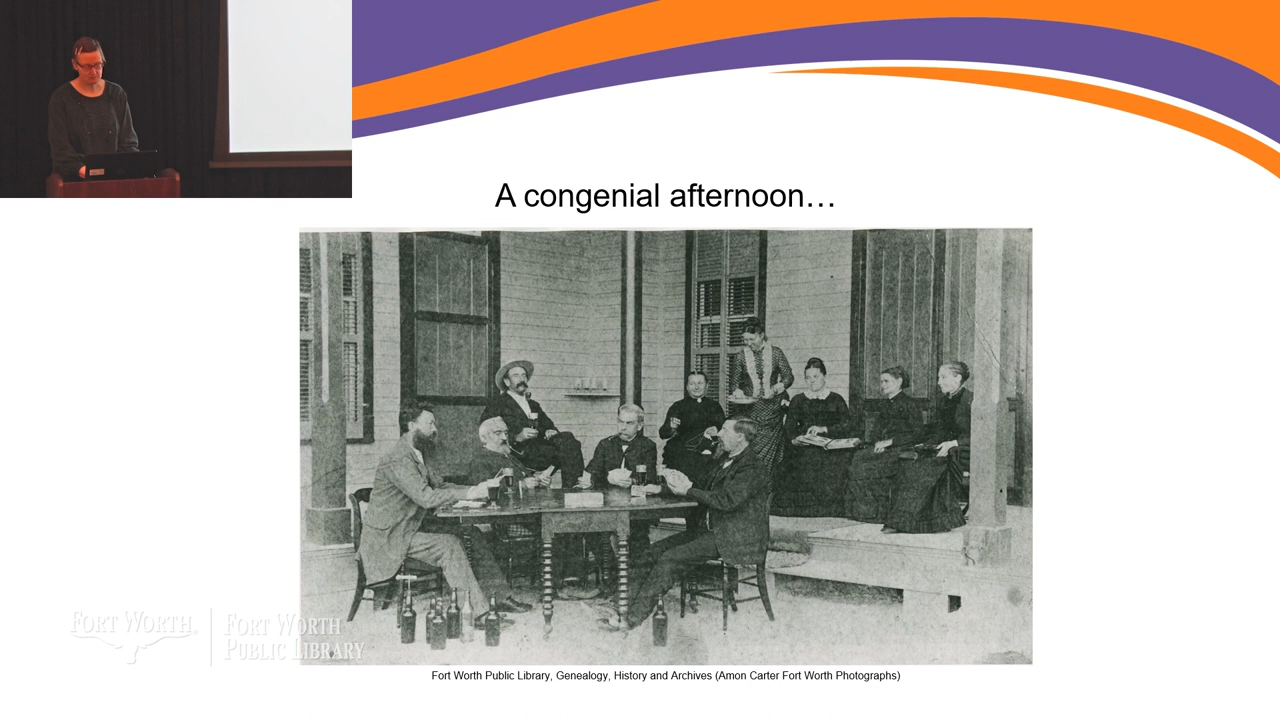 A congenial afternoon…
FORT WORTH®
FORT WORTH
PUBLIC LIBRARY
Fort Worth Public Library, Genealogy, History and Archives (Amon Carter Fort Worth Photographs)